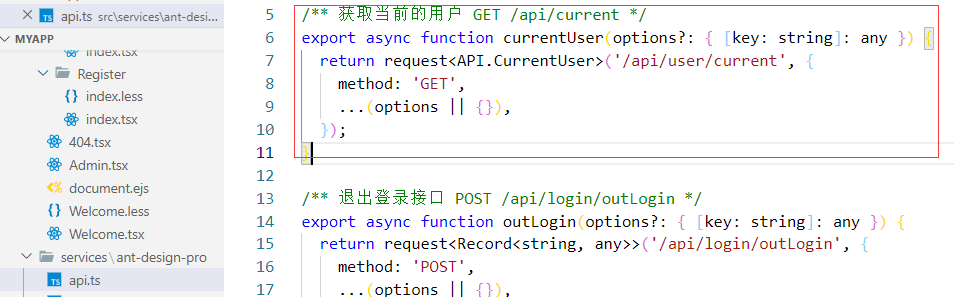 api.ts src\services\ant-desi...
MYAPP
index.tsx
Register
index.less
index.tsx
404.tsx
Admin.tsx
document.ejs
Welcome.less
Welcome.tsx
services\ant-design-pro
TS api.ts
5 /** 获取当前的用户 GET /api/current */
6 export async function currentUser(options?: { [key: string]: any }) {
7 return request<API.CurrentUser>('/api/user/current', {
8 method: 'GET',
9 ...(options || {}),
10 });
11 }
12
13 /** 退出登录接口 POST /api/login/outLogin */
14 export async function outLogin(options?: { [key: string]: any }) {
15 return request<Record<string, any>>('/api/login/outLogin', {
16 method: 'POST',
17 ...(options || {}),